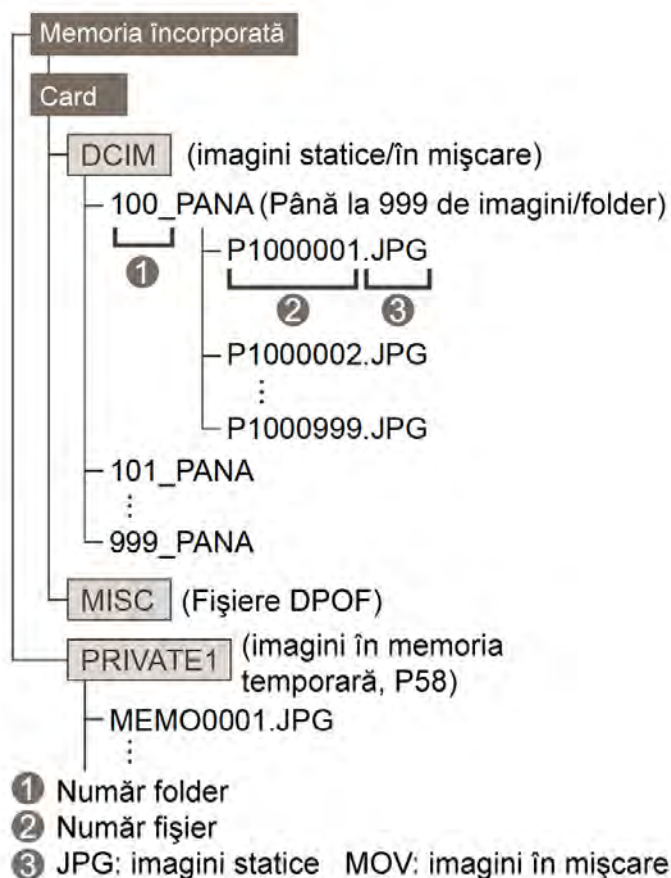 Memoria încorporată
Card
DCIM (imagini statice/în mişcare)
100_PANA (Până la 999 de imagini/folder)
P1000001.JPG
1
2 3
P1000002.JPG
P1000999.JPG
101_PANA
999_PANA
MISC (Fişiere DPOF)
PRIVATE1 (imagini în memoria
temporară, P58)
MEMO0001.JPG
1 Număr folder
2 Număr fişier
3 JPG: imagini statice MOV: imagini în mişcare